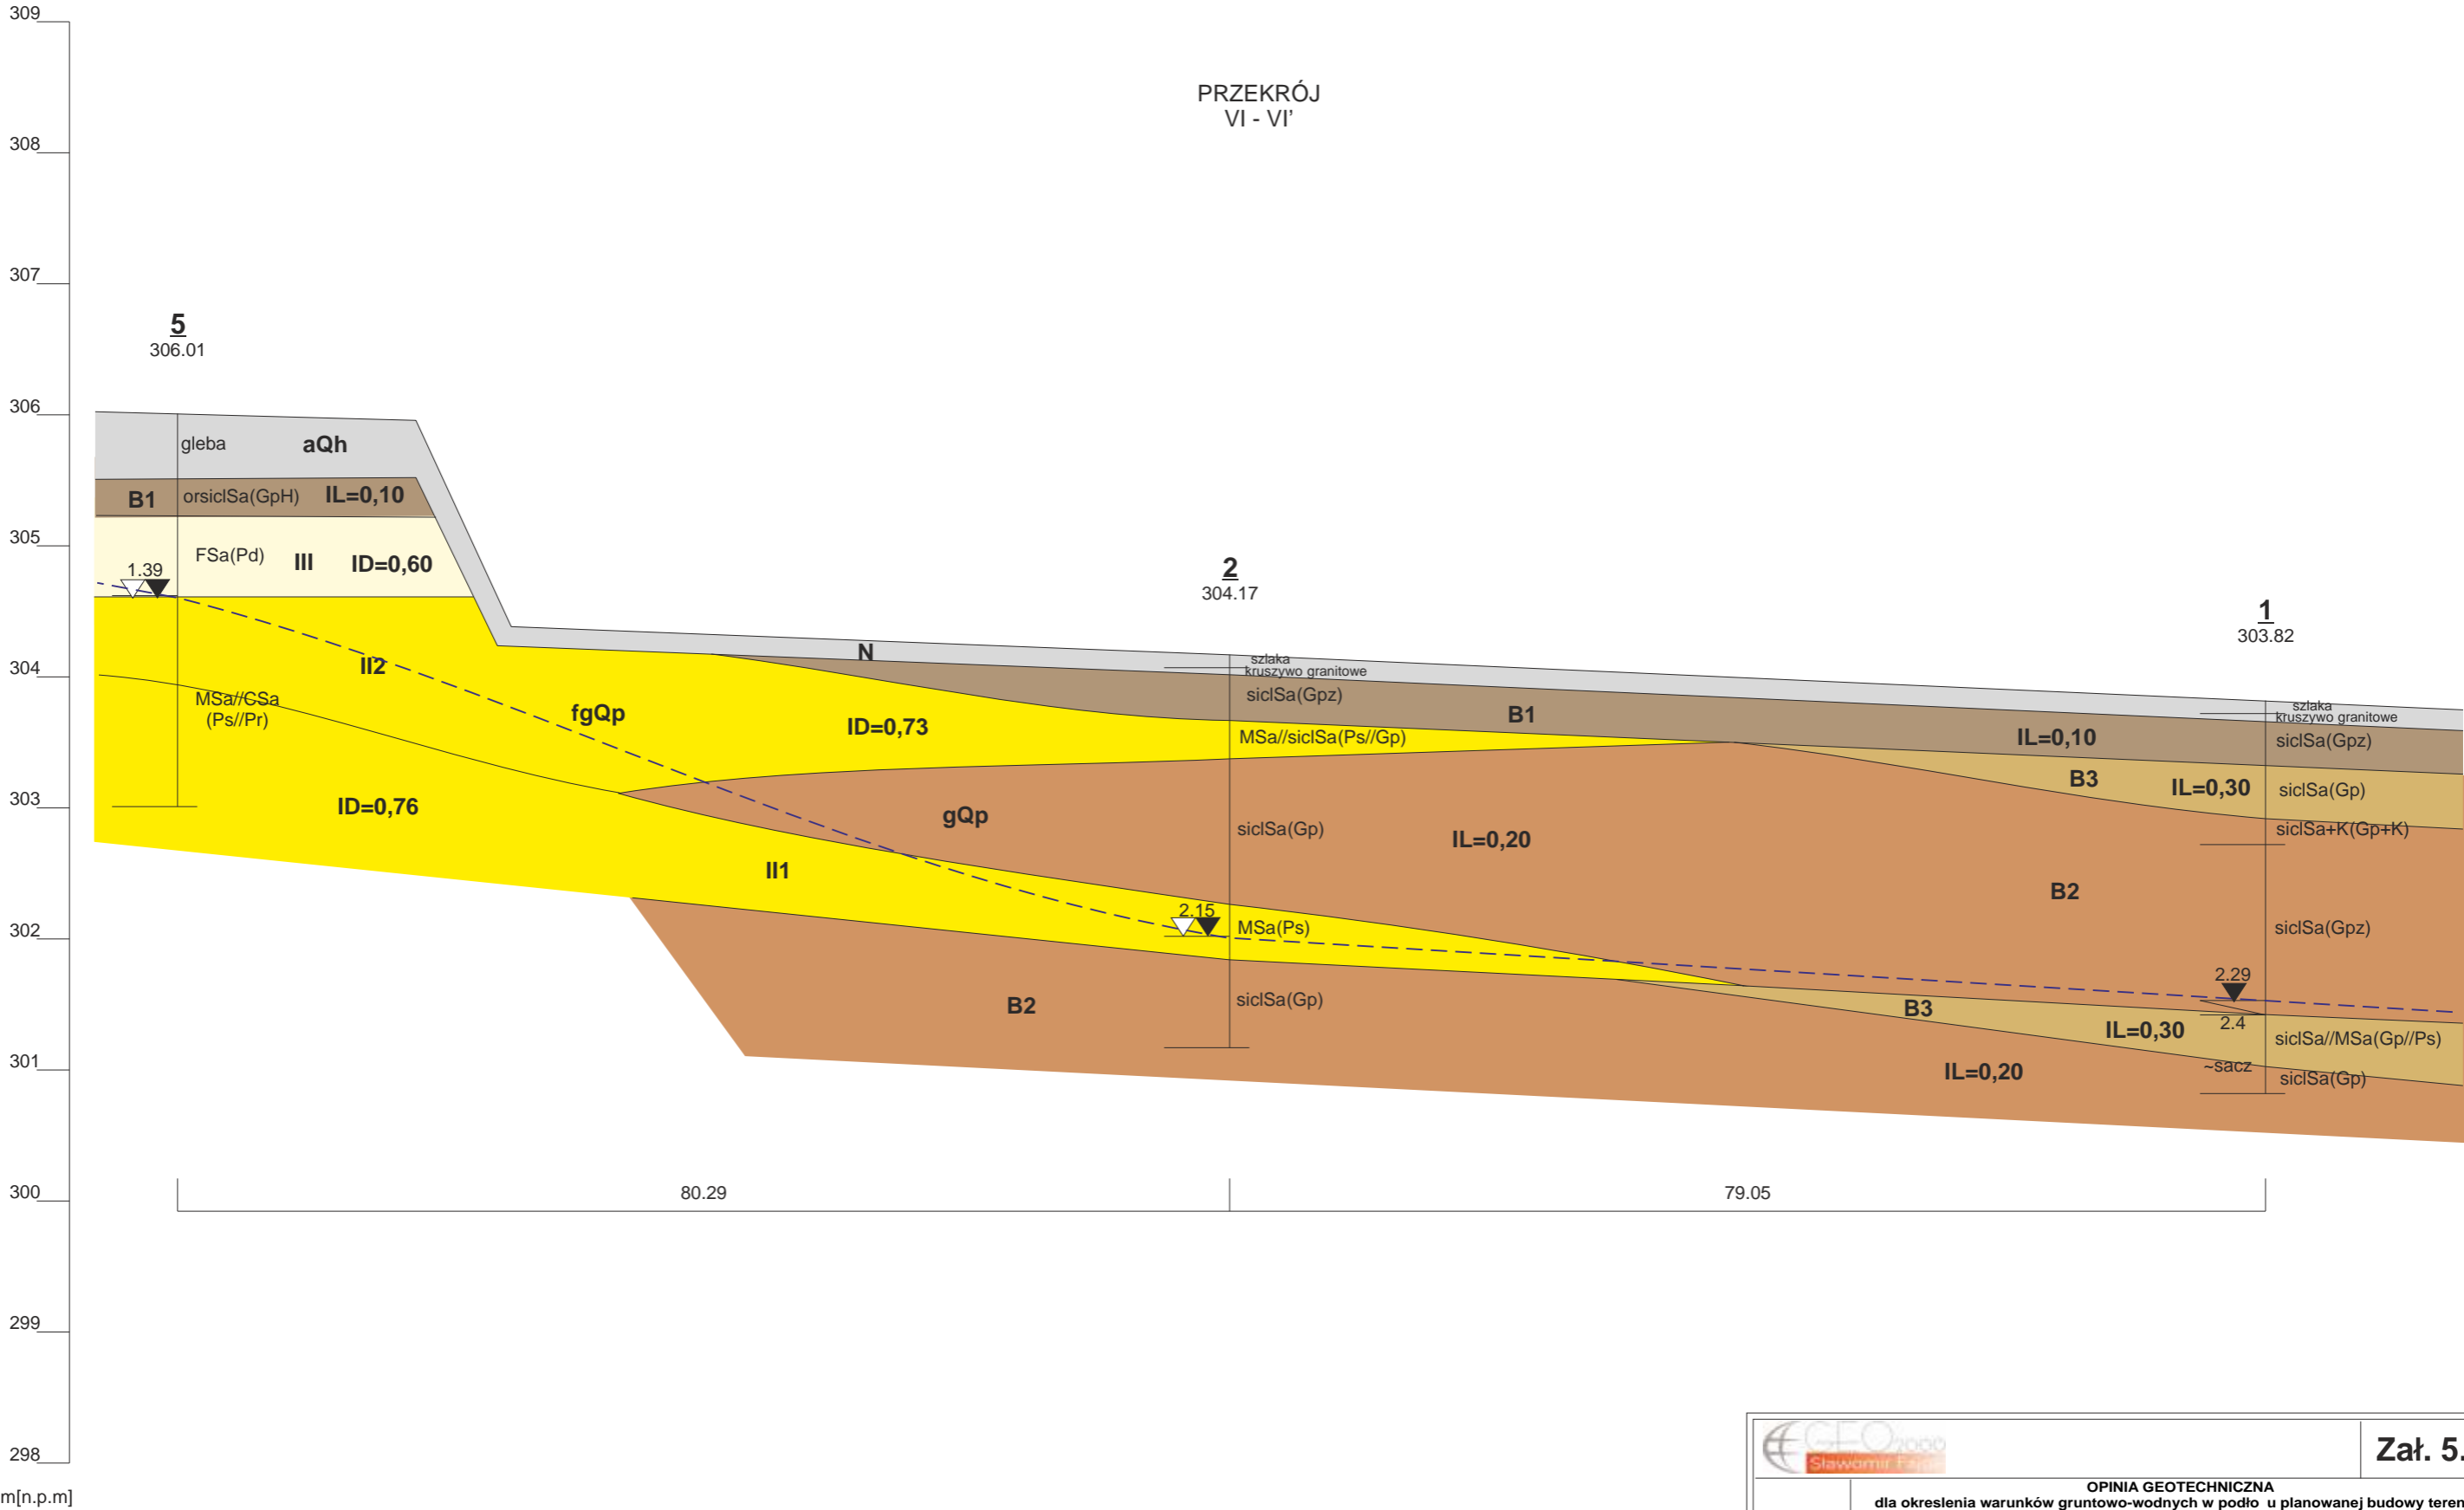 309
PRZEKRÓJ
VI - VI'
308
307
5
306.01
306
gleba aQh
B1 orsiclSa(GpH) IL=0,10
305
FSa(Pd) III ID=0,60
1.39
2
304.17
1
303.82
304
II2
N
szlaka
kruszywo granitowe
siclSa(Gpz)
MSa//CSa
(Ps//Pr)
fgQp
ID=0,73
B1
MSa//siclSa(Ps//Gp)
IL=0,10
szlaka
kruszywo granitowe
siclSa(Gpz)
B3
IL=0,30
siclSa(Gp)
303
ID=0,76
gQp
siclSa(Gp)
IL=0,20
siclSa+K(Gp+K)
II1
B2
2.15
MSa(Ps)
siclSa(Gpz)
302
2.29
B2
siclSa(Gp)
B3
IL=0,30
2.4
siclSa//MSa(Gp//Ps)
301
IL=0,20
~sacz
siclSa(Gp)
300
80.29
79.05
299
298
m[n.p.m]
GEO 2000
Sławomir
Zał. 5.
OPINIA GEOTECHNICZNA
dla okreslenia warunków gruntowo-wodnych w podło u planowanej budowy